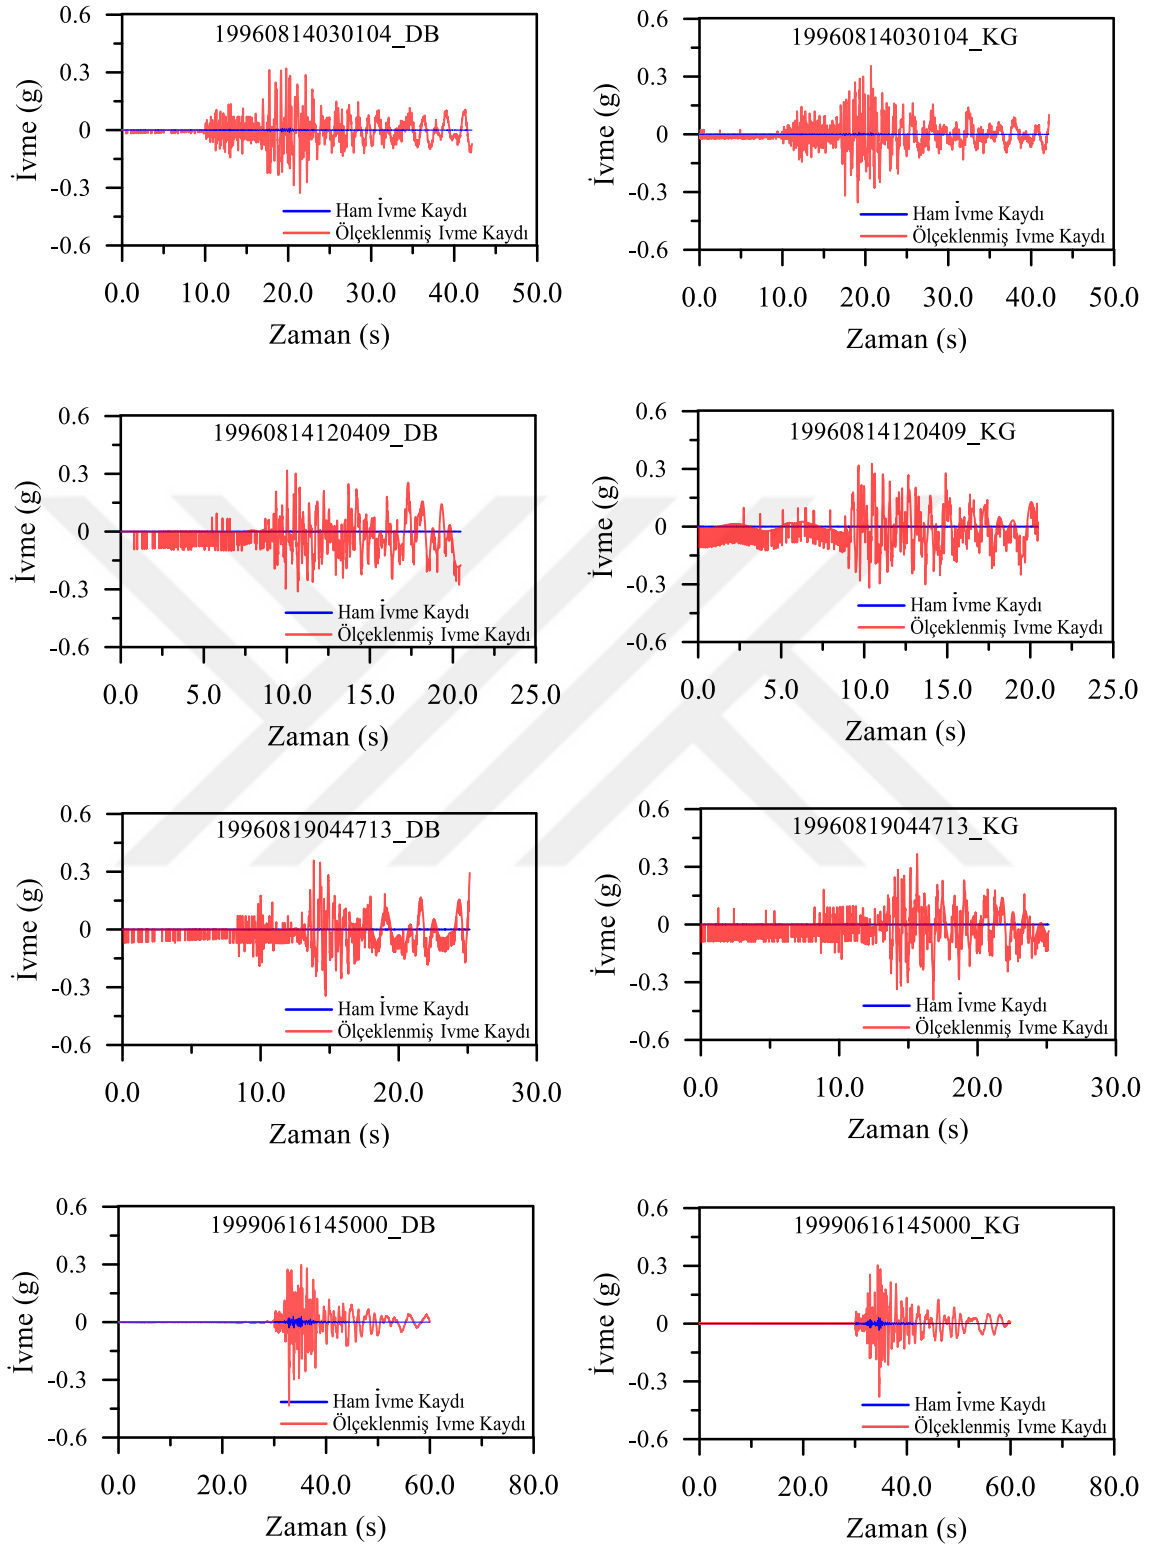 19960814030104_DB
İvme (g)
0.6
0.3
0
-0.3
-0.6
Ham İvme Kaydı
Ölçeklenmiş Ivme Kaydı
0.0 10.0 20.0 30.0 40.0 50.0
Zaman (s)
19960814030104_KG
İvme (g)
0.6
0.3
0
-0.3
-0.6
Ham İvme Kaydı
Ölçeklenmiş Ivme Kaydı
0.0 10.0 20.0 30.0 40.0 50.0
Zaman (s)
19960814120409_DB
İvme (g)
0.6
0.3
0
-0.3
-0.6
Ham İvme Kaydı
Ölçeklenmiş Ivme Kaydı
0.0 5.0 10.0 15.0 20.0 25.0
Zaman (s)
19960814120409_KG
İvme (g)
0.6
0.3
0
-0.3
-0.6
Ham İvme Kaydı
Ölçeklenmiş Ivme Kaydı
0.0 5.0 10.0 15.0 20.0 25.0
Zaman (s)
19960819044713_DB
İvme (g)
0.6
0.3
0
-0.3
-0.6
Ham İvme Kaydı
Ölçeklenmiş Ivme Kaydı
0.0 10.0 20.0 30.0
Zaman (s)
19960819044713_KG
İvme (g)
0.6
0.3
0
-0.3
-0.6
Ham İvme Kaydı
Ölçeklenmiş Ivme Kaydı
0.0 10.0 20.0 30.0
Zaman (s)
19990616145000_DB
İvme (g)
0.6
0.3
0
-0.3
-0.6
Ham İvme Kaydı
Ölçeklenmiş Ivme Kaydı
0.0 20.0 40.0 60.0 80.0
Zaman (s)
19990616145000_KG
İvme (g)
0.6
0.3
0
-0.3
-0.6
Ham İvme Kaydı
Ölçeklenmiş Ivme Kaydı
0.0 20.0 40.0 60.0 80.0
Zaman (s)